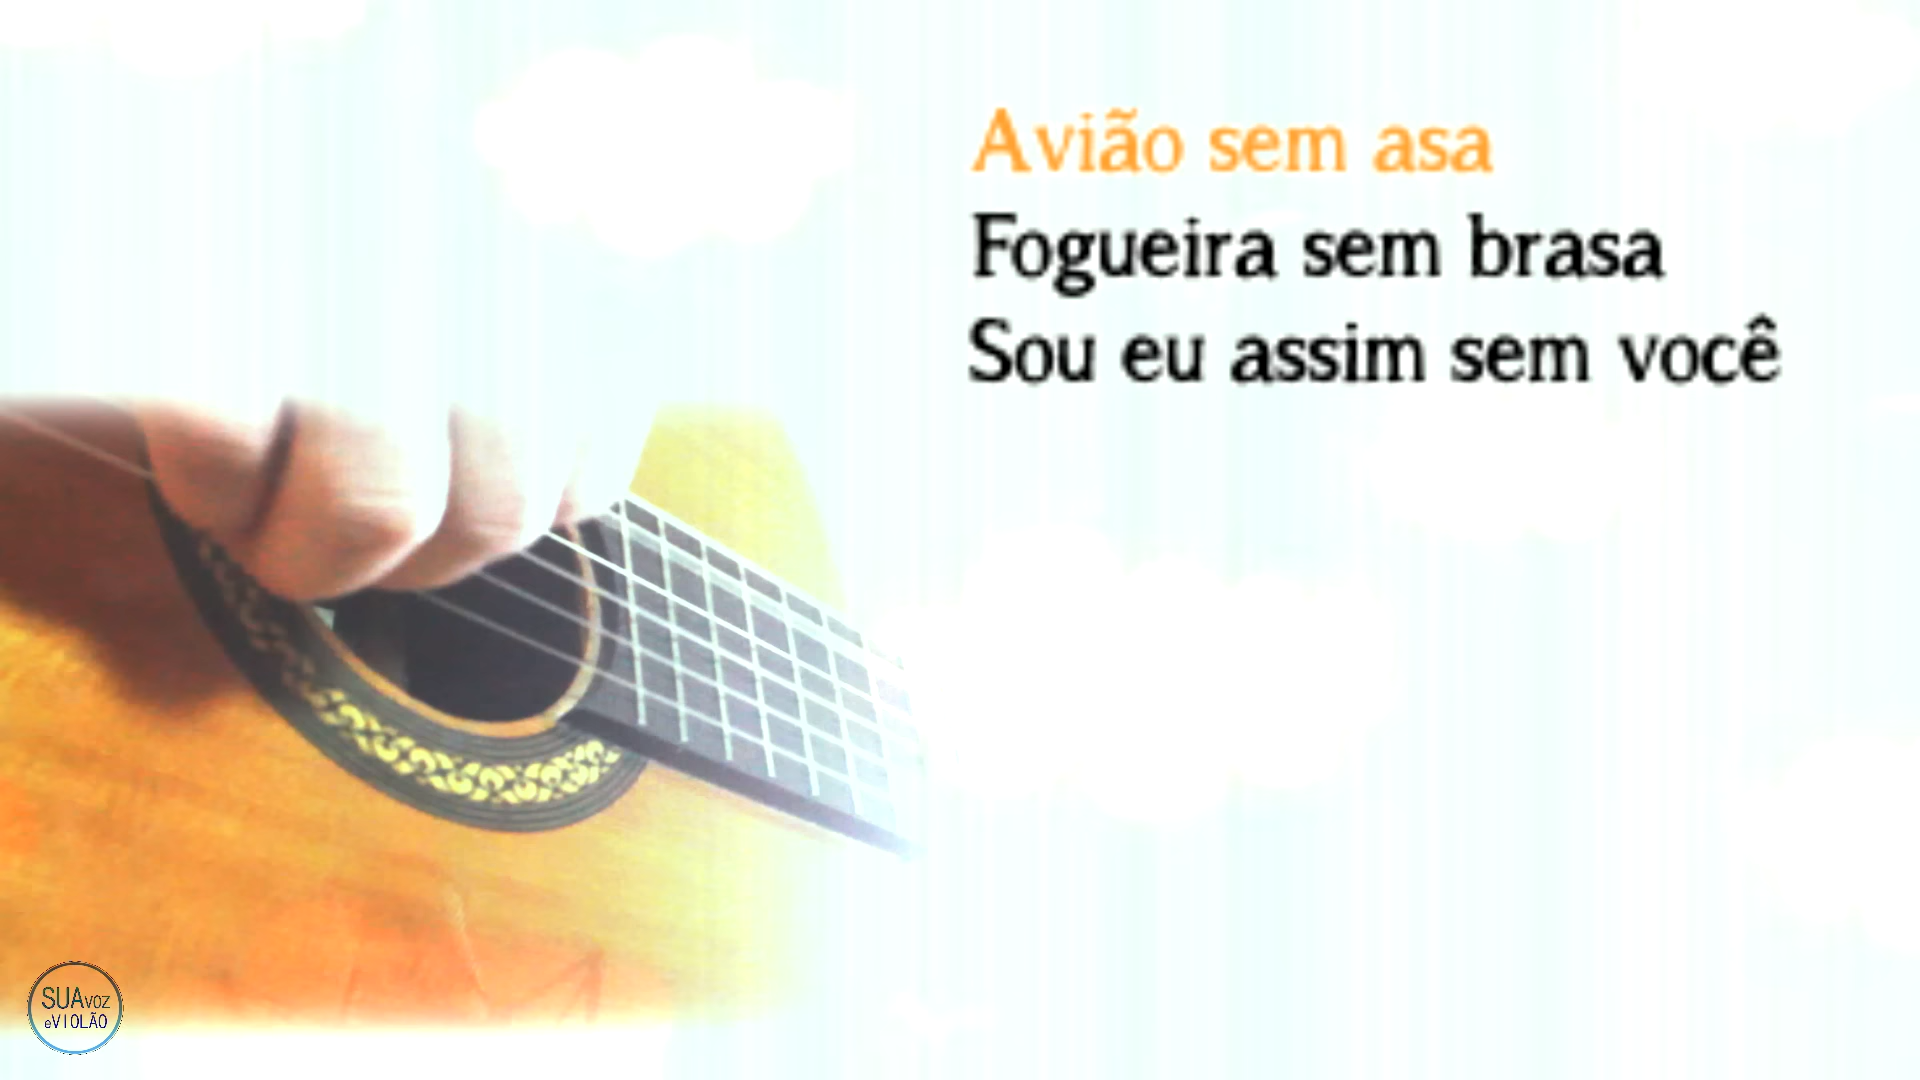 Avião sem asa
Fogueira sem brasa
Sou eu assim sem você
SUAvoz
eVIOLÃO